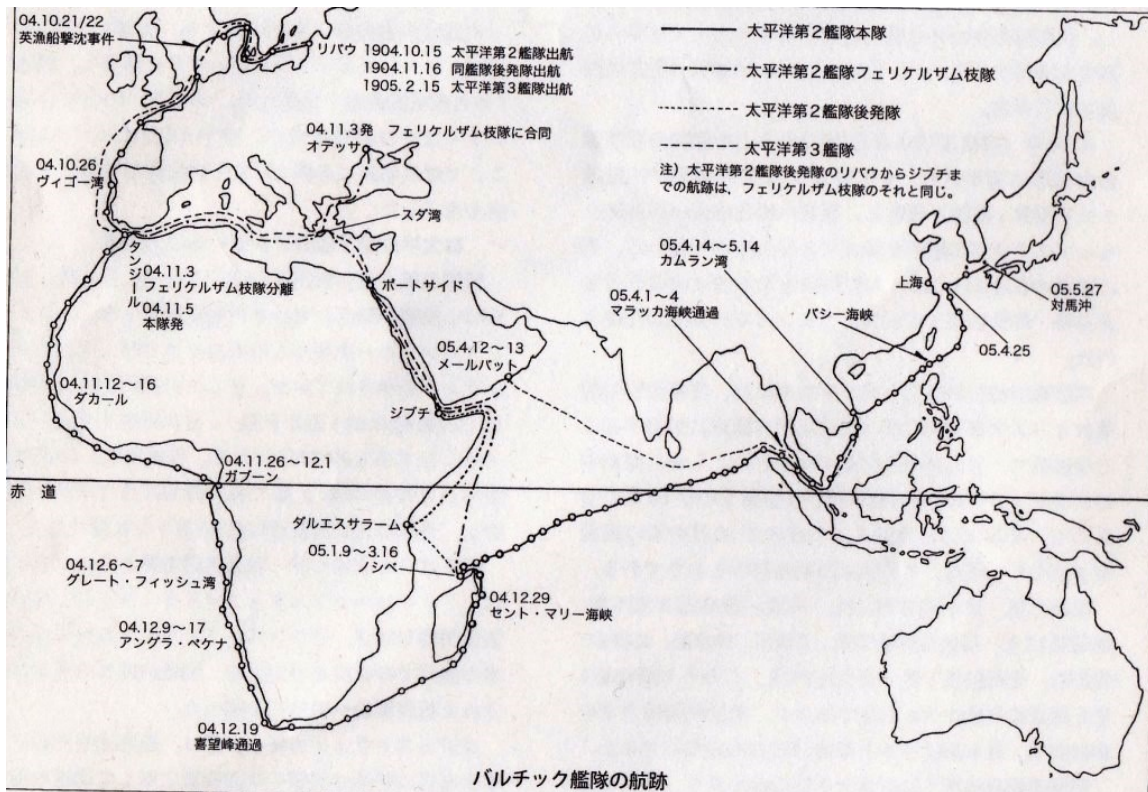 04.10.21/22
英漁船撃沈事件
リバウ 1904.10.15 太平洋第2艦隊出航
1904.11.16 同艦隊後発隊出航
1905.2.15 太平洋第3艦隊出航
太平洋第2艦隊本隊
太平洋第2艦隊フェリケルザム枝隊
太平洋第2艦隊後発隊
太平洋第3艦隊
注）太平洋第2艦隊後発隊のリバウからジブチま
での航跡は、フェリケルザム枝隊のそれと同じ。
04.11.3発 フェリケルザム枝隊に合同
オデッサ
04.10.26
ヴィゴー湾
スダ湾
タンジール
04.11.3
フェリケルザム枝隊分離
04.11.5
本隊発
ポートサイド
05.4.14～5.14
カムラン湾
05.4.1～4
マラッカ海峡通過
上海
バシー海峡
05.5.27
対馬沖
05.4.25
05.4.12～13
メールバット
ジブチ
04.11.12～16
ダカール
04.11.26～12.1
ガブーン
赤道
ダルエスサラーム
05.1.9～3.16
ノシベ
04.12.6～7
グレート・フィッシュ湾
04.12.29
セント・マリー海峡
04.12.9～17
アングラ・ペケナ
04.12.19
喜望峰通過
バルチック艦隊の航跡